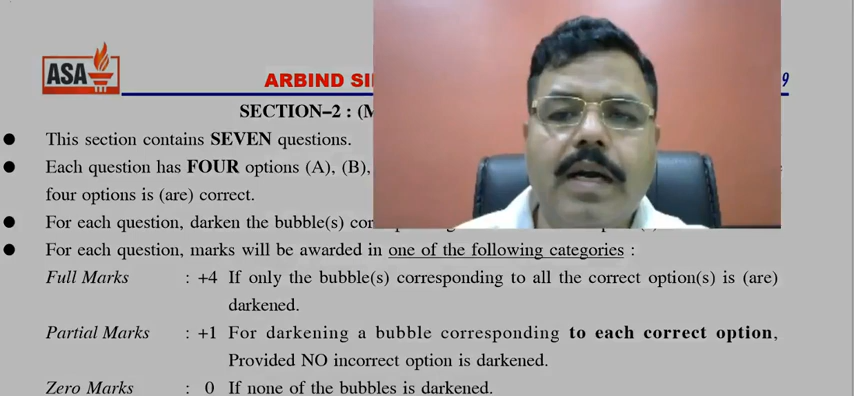 ASA
ARBIND SI
9
SECTION–2 : (M
● This section contains SEVEN questions.
● Each question has FOUR options (A), (B),
four options is (are) correct.
● For each question, darken the bubble(s)
● For each question, marks will be awarded in one of the following categories :
Full Marks : +4 If only the bubble(s) corresponding to all the correct option(s) is (are)
darkened.
Partial Marks : +1 For darkening a bubble corresponding to each correct option,
Provided NO incorrect option is darkened.
Zero Marks : 0 If none of the bubbles is darkened.